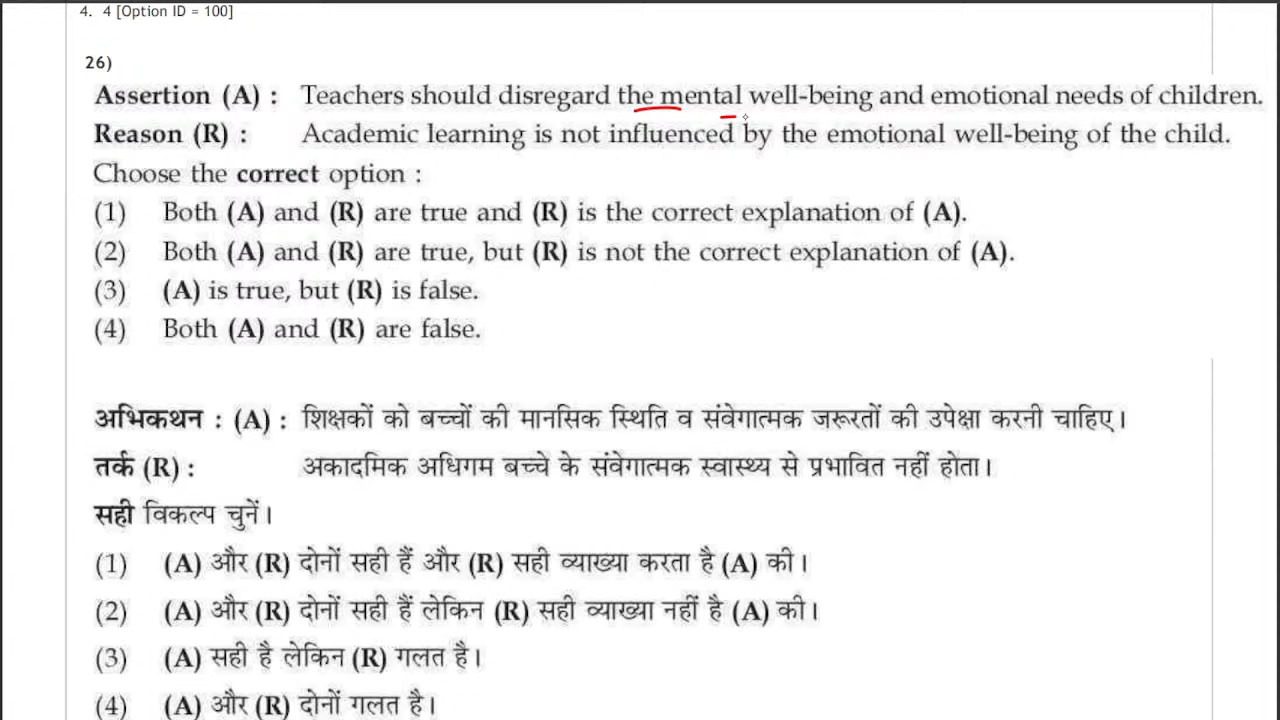 4. 4 [Option ID = 100]
26)
Assertion (A) : Teachers should disregard the mental well-being and emotional needs of children.
Reason (R) : Academic learning is not influenced by the emotional well-being of the child.
Choose the correct option :
(1) Both (A) and (R) are true and (R) is the correct explanation of (A).
(2) Both (A) and (R) are true, but (R) is not the correct explanation of (A).
(3) (A) is true, but (R) is false.
(4) Both (A) and (R) are false.
अभिकथन : (A) : शिक्षकों को बच्चों की मानसिक स्थिति व संवेगात्मक जरूरतों की उपेक्षा करनी चाहिए।
तर्क (R) : अकादमिक अधिगम बच्चे के संवेगात्मक स्वास्थ्य से प्रभावित नहीं होता।
सही विकल्प चुनें।
(1) (A) और (R) दोनों सही हैं और (R) सही व्याख्या करता है (A) की।
(2) (A) और (R) दोनों सही हैं लेकिन (R) सही व्याख्या नहीं है (A) की।
(3) (A) सही है लेकिन (R) गलत है।
(4) (A) और (R) दोनों गलत है।